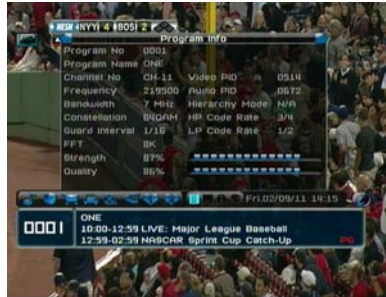 NESN NYY 4 BOS 2
Program Info
Program No 0001
Program Name ONE
Channel No CH-11 Video PID 0514
Frequency 219500 Audio PID 0672
Bandwidth 7 MHz Hierarchy Mode N/A
Constellation 64QAM HP Code Rate 3/4
Guard Interval 1/16 LP Code Rate 1/2
FFT 8K
Strength 87%
Quality 86%
Fri.02/09/11 14:15
0001
ONE
10:00-12:59 LIVE: Major League Baseball
12:59-02:59 NASCAR Sprint Cup Catch-Up PG